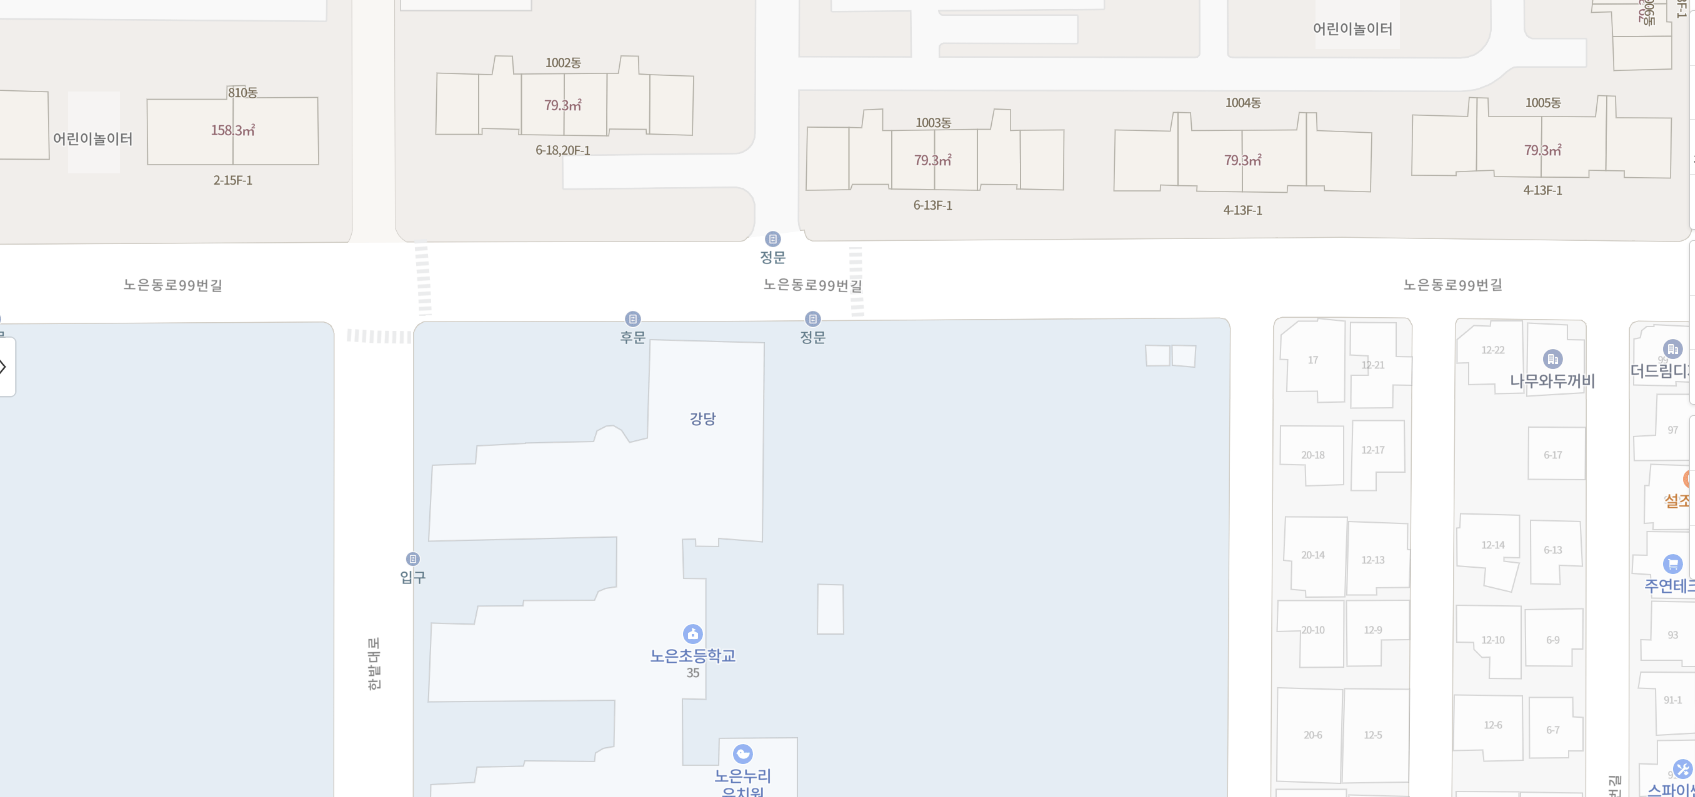 어린이놀이터
1002동
79.3㎡
6-18,20F-1
810동
158.3㎡
2-15F-1
어린이놀이터
1003동
79.3㎡
6-13F-1
1004동
79.3㎡
4-13F-1
1005동
79.3㎡
4-13F-1
정문
노은동로99번길
노은동로99번길
노은동로99번길
후문
정문
강당
입구
한밭대로
노은초등학교
35
노은누리
유치원
17
12-21
12-22
나무와두꺼비
더드림디
97
20-18
12-17
6-17
설조
20-14
12-13
12-14
6-13
주연테크
20-10
12-9
12-10
6-9
93
91-1
20-6
12-5
12-6
6-7
번길
스파이